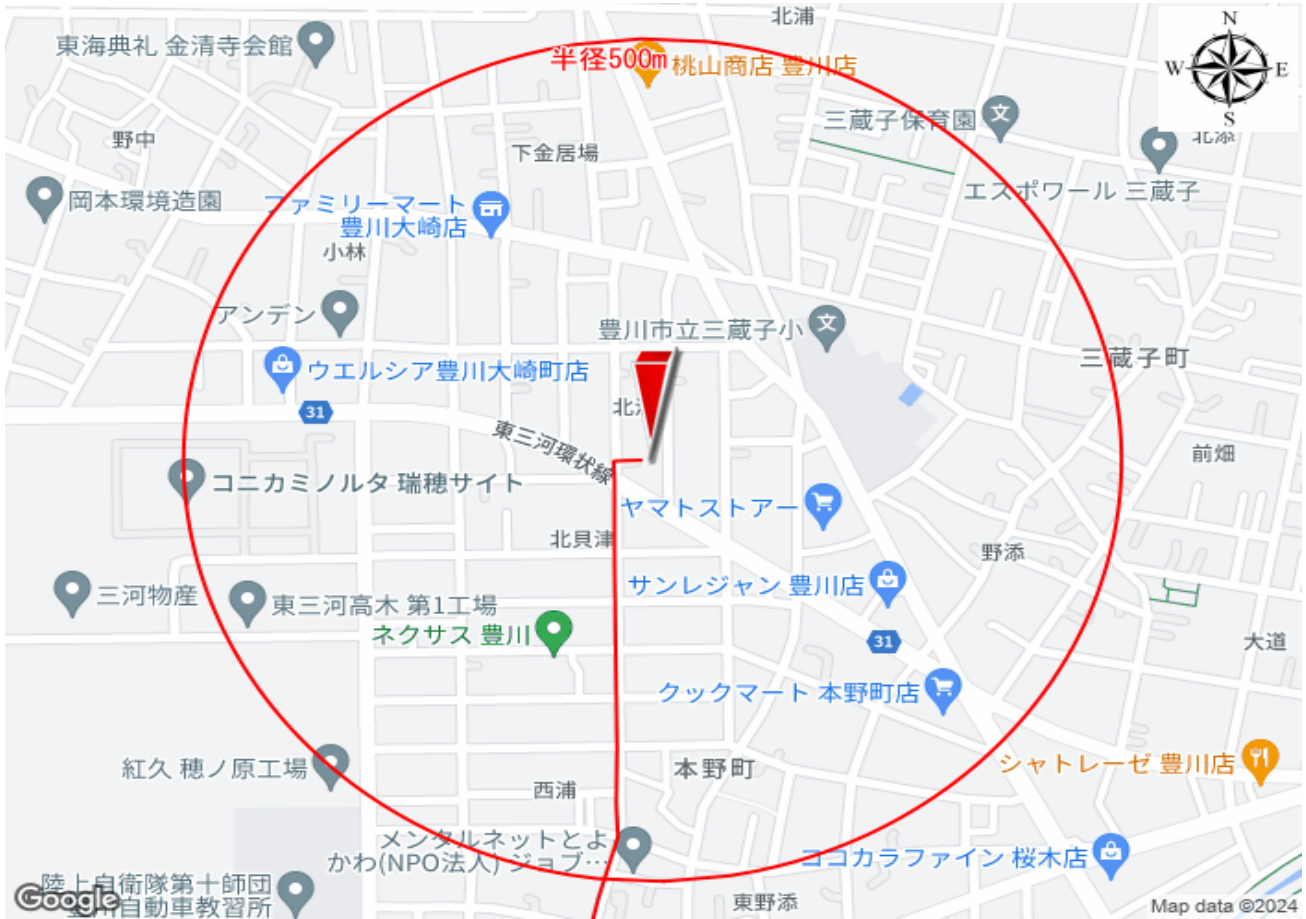 北浦
N
W
E
S
東海典礼 金清寺会館
半径500m
桃山商店 豊川店
三蔵子保育園
文
北添
野中
下金居場
エスポワール 三蔵子
岡本環境造園
ファミリーマート
豊川大崎店
小林
アンデン
豊川市立三蔵子小
文
三蔵子町
ウエルシア豊川大崎町店
31
東三河環状線
前畑
コニカミノルタ 瑞穂サイト
ヤマトストアー
北貝津
野添
サンレジャン 豊川店
三河物産
東三河高木 第1工場
ネクサス 豊川
31
大道
クックマート 本野町店
紅久 穂ノ原工場
本野町
シャトレーゼ 豊川店
西浦
メンタルネットとよ
かわ(NPO法人) ジョブ…
ココカラファイン 桜木店
陸上自衛隊第十師団
自動車教習所
Google
東野添
Map data ©2024